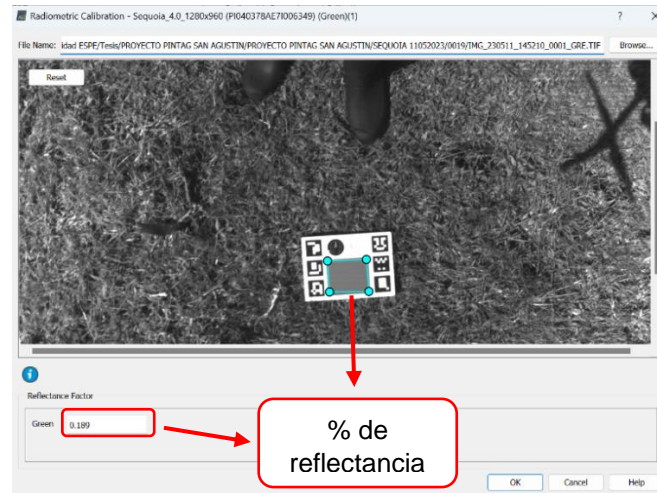 Radiometric Calibration - Sequoia_4.0_1280x960 (PI040378AE7I006349) (Green)(1)
File Name: idad ESPE/Tesis/PROYECTO PINTAG SAN AGUSTIN/PROYECTO PINTAG SAN AGUSTIN/SEQUOIA 11052023/0019/IMG_230511_145210_0001_GRE.TIF Browse...
Reset
Reflectance Factor
Green 0.189
% de
reflectancia
OK Cancel Help